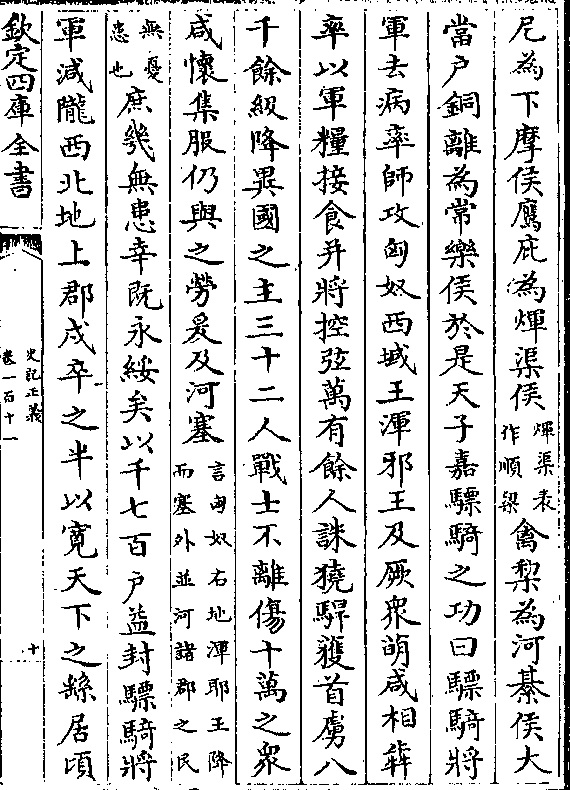 尼為下摩侯鷹庇為煇渠侯煇渠表作順梁禽棃為河綦侯大
當户銅離為常樂侯於是天子嘉驃騎之功曰驃騎將
軍去病率師攻匈奴西域王渾邪王及厥衆萌咸相犇
率以軍糧接食并將控弦萬有餘人誅獟駻獲首虜八
千餘級降異國之主三十二人戰士不離傷十萬之衆
咸懷集服仍與之勞爰及河塞言匈奴右地渾耶王降而塞外並河諸郡之民
無憂患也庶幾無患幸既永綏矣以千七百户益封驃騎將
軍減隴西北地上郡戍卒之半以寛天下之繇居頃
欽定四庫全書
史記正義
卷一百十一
十